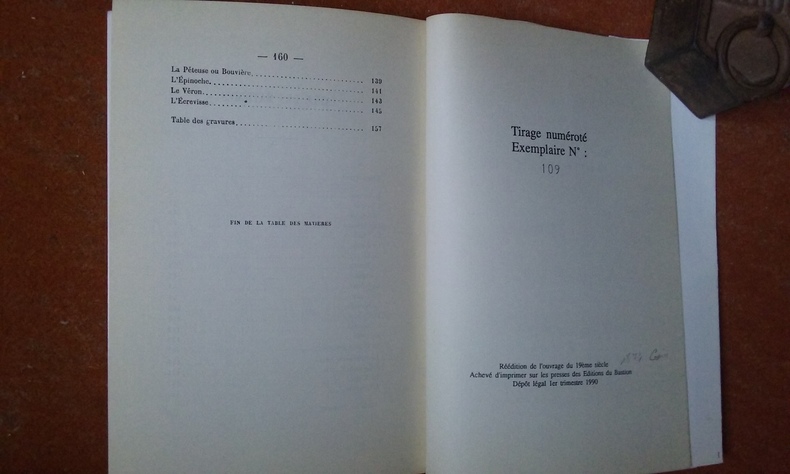 — 160 —
La Péteuse ou Bouvière 139
L'Épinoche 141
Le Véron 143
L'Écrevisse 145
Table des gravures 157
FIN DE LA TABLE DES MATIÈRES
Tirage numéroté
Exemplaire N° :
109
Réédition de l'ouvrage du 19ème siècle
Achevé d'imprimer sur les presses des Editions du Bastion
Dépôt légal 1er trimestre 1990